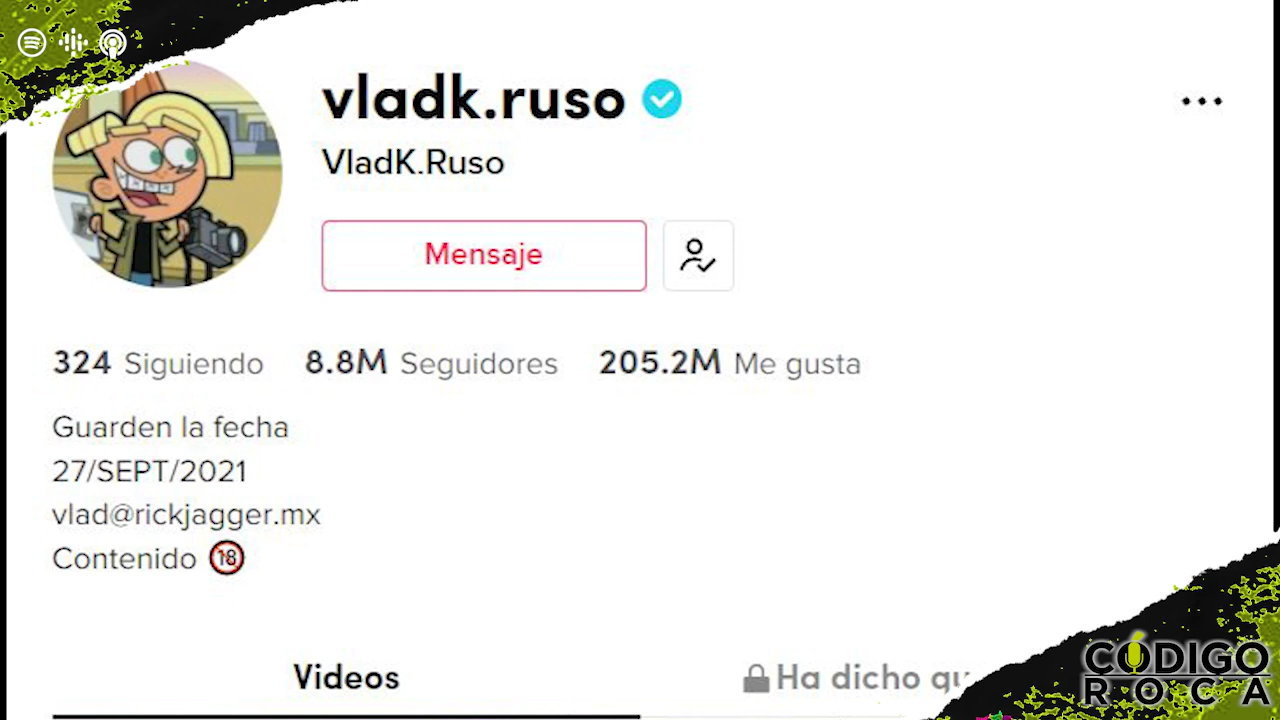 vladk.ruso
VladK.Ruso
Mensaje
324 Siguiendo 8.8M Seguidores 205.2M Me gusta
Guarden la fecha
27/SEPT/2021
vlad@rickjagger.mx
Contenido 🔞
Videos Ha dicho qu
CÓDIGO
ROCA